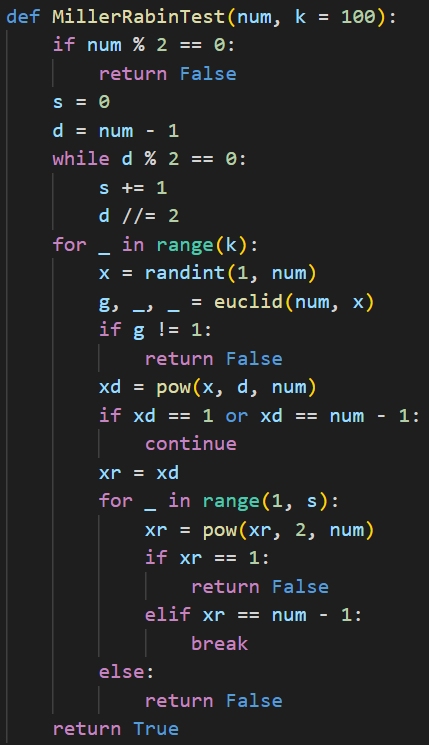 def MillerRabinTest(num, k = 100):
    if num % 2 == 0:
        return False
    s = 0
    d = num - 1
    while d % 2 == 0:
        s += 1
        d //= 2
    for _ in range(k):
        x = randint(1, num)
        g, _, _ = euclid(num, x)
        if g != 1:
            return False
        xd = pow(x, d, num)
        if xd == 1 or xd == num - 1:
            continue
        xr = xd
        for _ in range(1, s):
            xr = pow(xr, 2, num)
            if xr == 1:
                return False
            elif xr == num - 1:
                break
        else:
            return False
    return True